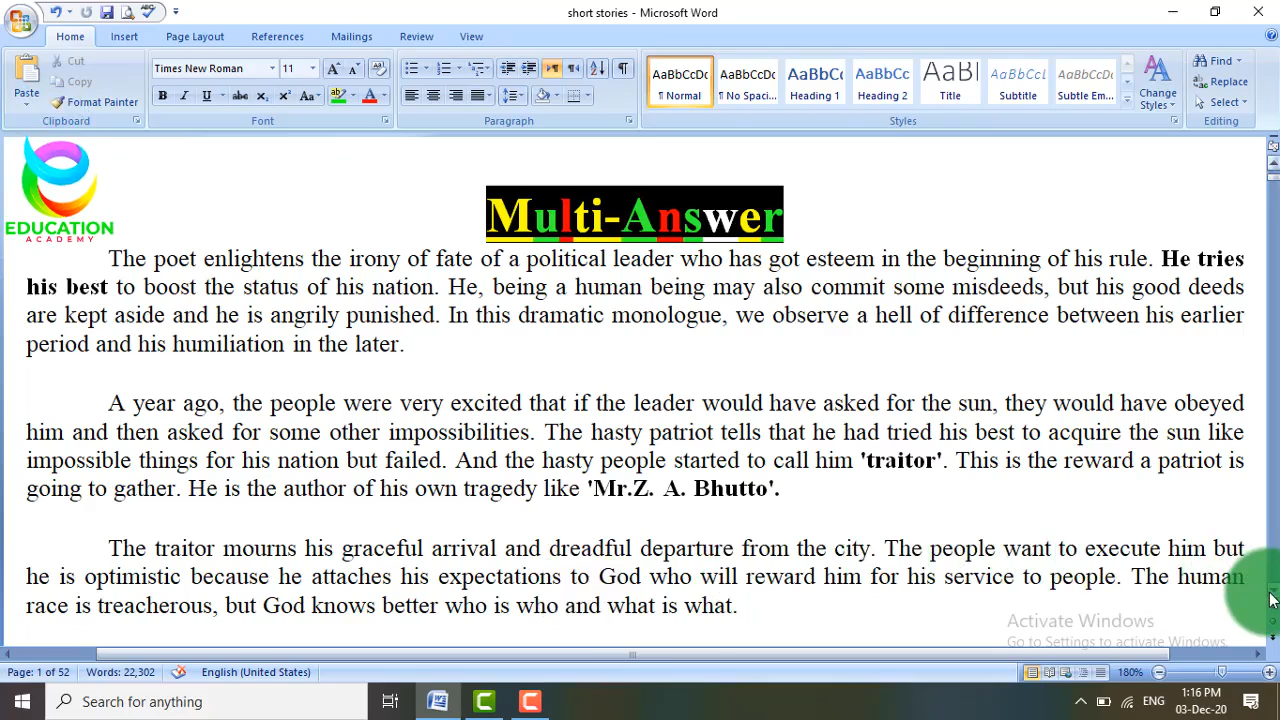 short stories - Microsoft Word
Home Insert Page Layout References Mailings Review View
Paste
Cut
Copy
Format Painter
Clipboard
Times New Roman 11
Font
Paragraph
AaBbCcDc AaBbCcDc AaBbCc AaBbCc AaBl AaBbCcL AaBbCcDc
¶ Normal ¶ No Spaci... Heading 1 Heading 2 Title Subtitle Subtle Em...
Change
Styles
Styles
Find
Replace
Select
Editing
EDUCATION
ACADEMY
Multi-Answer
The poet enlightens the irony of fate of a political leader who has got esteem in the beginning of his rule. He tries
his best to boost the status of his nation. He, being a human being may also commit some misdeeds, but his good deeds
are kept aside and he is angrily punished. In this dramatic monologue, we observe a hell of difference between his earlier
period and his humiliation in the later.
A year ago, the people were very excited that if the leader would have asked for the sun, they would have obeyed
him and then asked for some other impossibilities. The hasty patriot tells that he had tried his best to acquire the sun like
impossible things for his nation but failed. And the hasty people started to call him 'traitor'. This is the reward a patriot is
going to gather. He is the author of his own tragedy like 'Mr.Z. A. Bhutto'.
The traitor mourns his graceful arrival and dreadful departure from the city. The people want to execute him but
he is optimistic because he attaches his expectations to God who will reward him for his service to people. The human
race is treacherous, but God knows better who is who and what is what.
Activate Windows
Go to Settings to activate Windows.
Page: 1 of 52 Words: 22,302 English (United States) 180%
Search for anything
ENG
1:16 PM
03-Dec-20